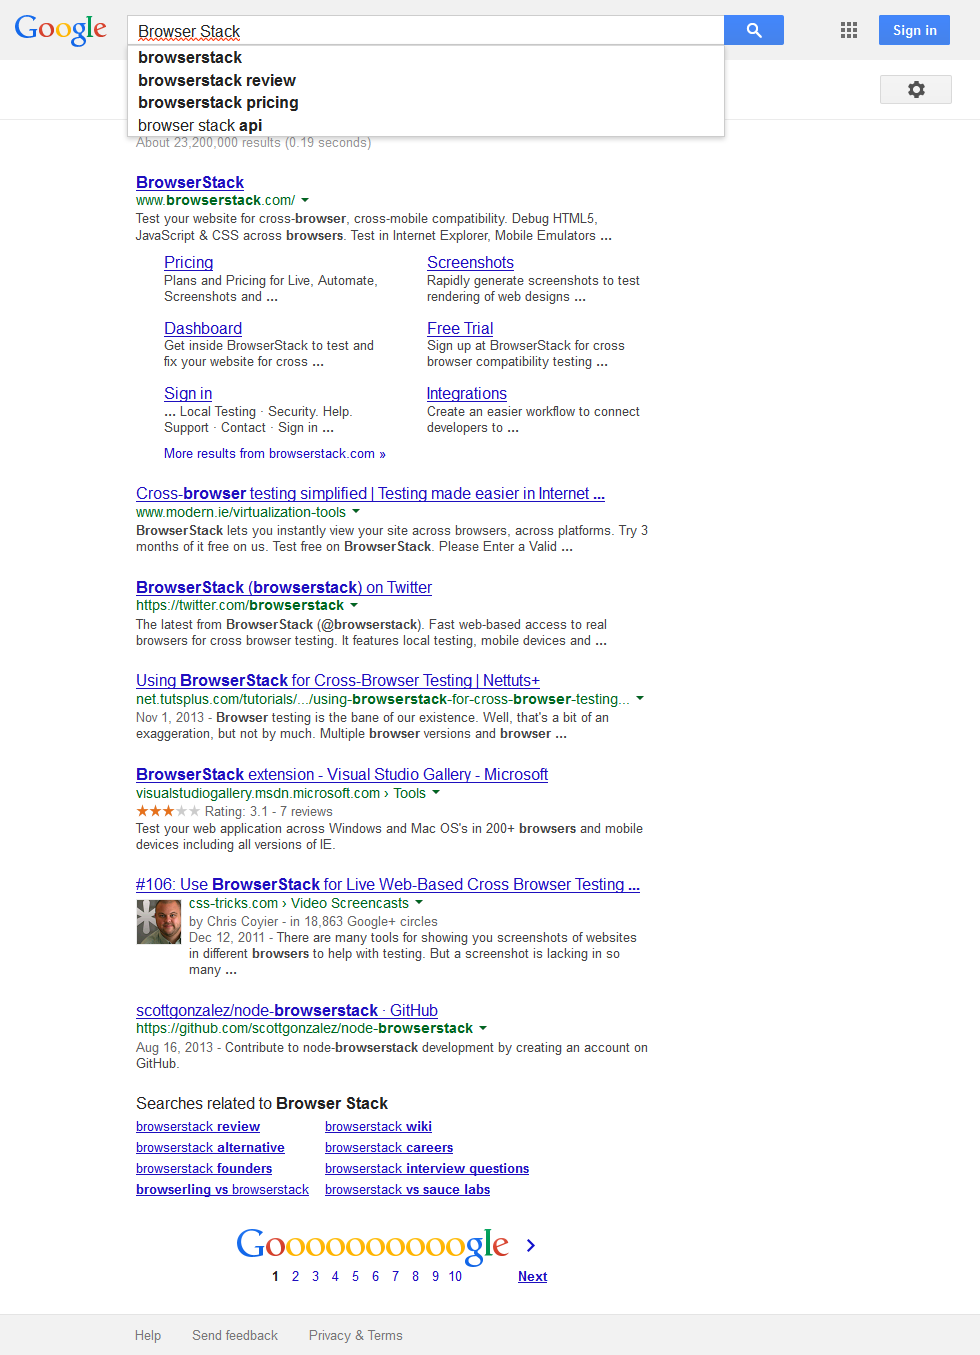 Google
Browser Stack
Sign in
browserstack
browserstack review
browserstack pricing
browser stack api
About 23,200,000 results (0.19 seconds)
BrowserStack
www.browserstack.com/
Test your website for cross-browser, cross-mobile compatibility. Debug HTML5,
JavaScript & CSS across browsers. Test in Internet Explorer, Mobile Emulators ...
Pricing
Plans and Pricing for Live, Automate,
Screenshots and ...
Screenshots
Rapidly generate screenshots to test
rendering of web designs ...
Dashboard
Get inside BrowserStack to test and
fix your website for cross ...
Free Trial
Sign up at BrowserStack for cross
browser compatibility testing ...
Sign in
... Local Testing · Security. Help.
Support · Contact · Sign in ...
Integrations
Create an easier workflow to connect
developers to ...
More results from browserstack.com »
Cross-browser testing simplified | Testing made easier in Internet ...
www.modern.ie/virtualization-tools
BrowserStack lets you instantly view your site across browsers, across platforms. Try 3
months of it free on us. Test free on BrowserStack. Please Enter a Valid ...
BrowserStack (browserstack) on Twitter
https://twitter.com/browserstack
The latest from BrowserStack (@browserstack). Fast web-based access to real
browsers for cross browser testing. It features local testing, mobile devices and ...
Using BrowserStack for Cross-Browser Testing | Nettuts+
net.tutsplus.com/tutorials/.../using-browserstack-for-cross-browser-testing...
Nov 1, 2013 - Browser testing is the bane of our existence. Well, that's a bit of an
exaggeration, but not by much. Multiple browser versions and browser ...
BrowserStack extension - Visual Studio Gallery - Microsoft
visualstudiogallery.msdn.microsoft.com › Tools
Rating: 3.1 - 7 reviews
Test your web application across Windows and Mac OS's in 200+ browsers and mobile
devices including all versions of IE.
#106: Use BrowserStack for Live Web-Based Cross Browser Testing ...
css-tricks.com › Video Screencasts
by Chris Coyier - in 18,863 Google+ circles
Dec 12, 2011 - There are many tools for showing you screenshots of websites
in different browsers to help with testing. But a screenshot is lacking in so
many ...
scottgonzalez/node-browserstack · GitHub
https://github.com/scottgonzalez/node-browserstack
Aug 16, 2013 - Contribute to node-browserstack development by creating an account on
GitHub.
Searches related to Browser Stack
browserstack review
browserstack wiki
browserstack alternative
browserstack careers
browserstack founders
browserstack interview questions
browserling vs browserstack
browserstack vs sauce labs
Goooooooooogle
1 2 3 4 5 6 7 8 9 10 Next
Help Send feedback Privacy & Terms